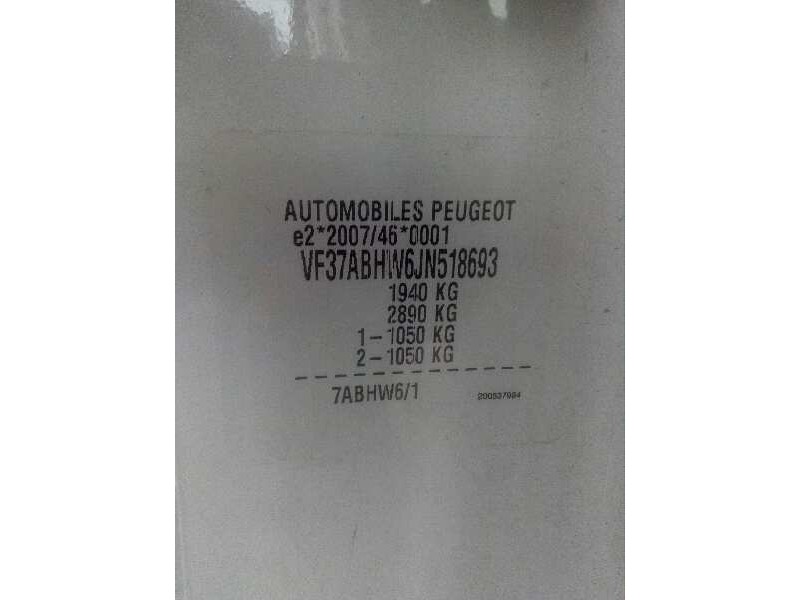 AUTOMOBILES PEUGEOT
e2*2007/46*0001
VF37ABHW6JN518693
1940 KG
2890 KG
1-1050 KG
2-1050 KG
7ABHW6/1